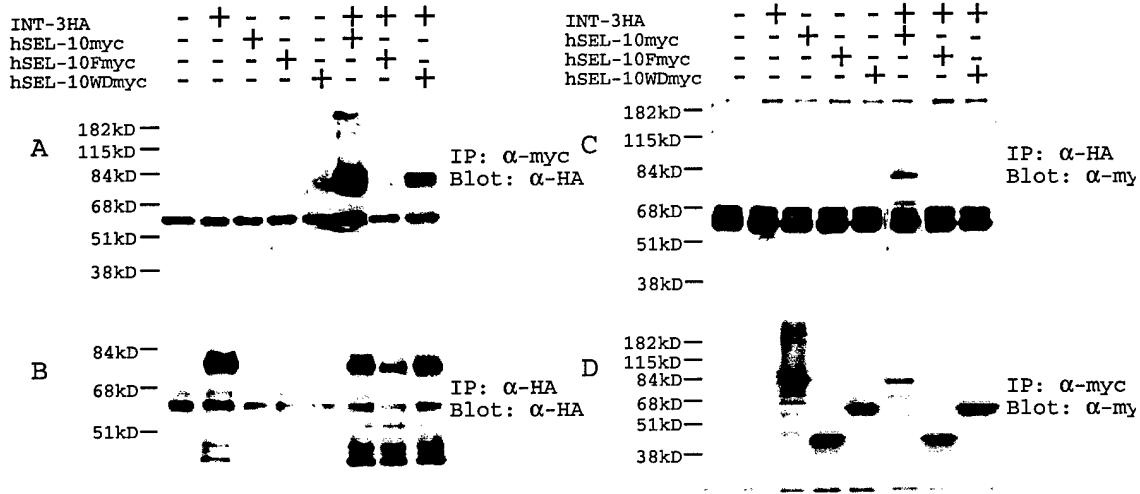 INT-3HA - + - - - + + +
hSEL-10myc - - + - - + - -
hSEL-10Fmyc - - - + - - + -
hSEL-10WDmyc - - - - + - - +
A
182kD
115kD
84kD
68kD
51kD
38kD
IP: α-myc
Blot: α-HA
B
84kD
68kD
51kD
IP: α-HA
Blot: α-HA
INT-3HA - + - - - + + +
hSEL-10myc - - + - - + - -
hSEL-10Fmyc - - - + - - + -
hSEL-10WDmyc - - - - + - - +
C
182kD
115kD
84kD
68kD
51kD
38kD
IP: α-HA
Blot: α-my
D
182kD
115kD
84kD
68kD
51kD
38kD
IP: α-myc
Blot: α-my